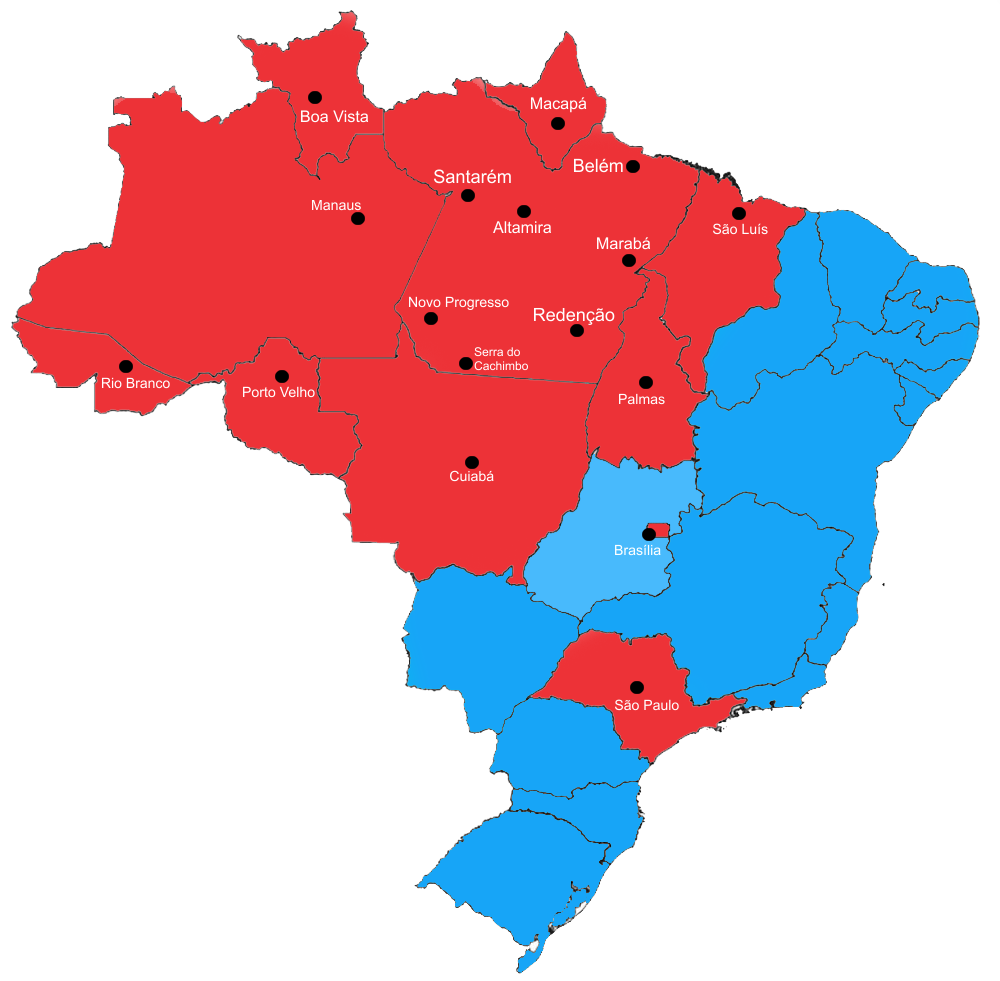 Boa Vista
Macapá
Belém
Santarém
Manaus
Altamira
São Luís
Marabá
Novo Progresso
Redenção
Serra do
Cachimbo
Rio Branco
Porto Velho
Palmas
Cuiabá
Brasília
São Paulo